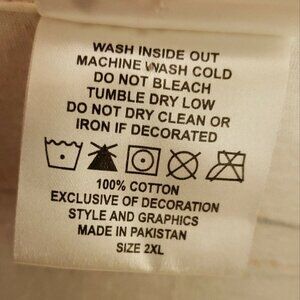 WASH INSIDE OUT
MACHINE WASH COLD
DO NOT BLEACH
TUMBLE DRY LOW
DO NOT DRY CLEAN OR
IRON IF DECORATED
100% COTTON
EXCLUSIVE OF DECORATION
STYLE AND GRAPHICS
MADE IN PAKISTAN
SIZE 2XL